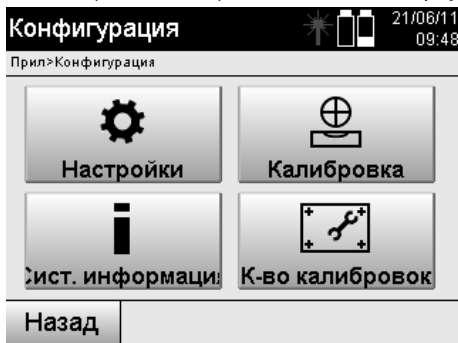 Конфигурация
21/06/11
09:48
Прил>Конфигурация
Настройки
Калибровка
Сист. информаци
К-во калибровок
Назад